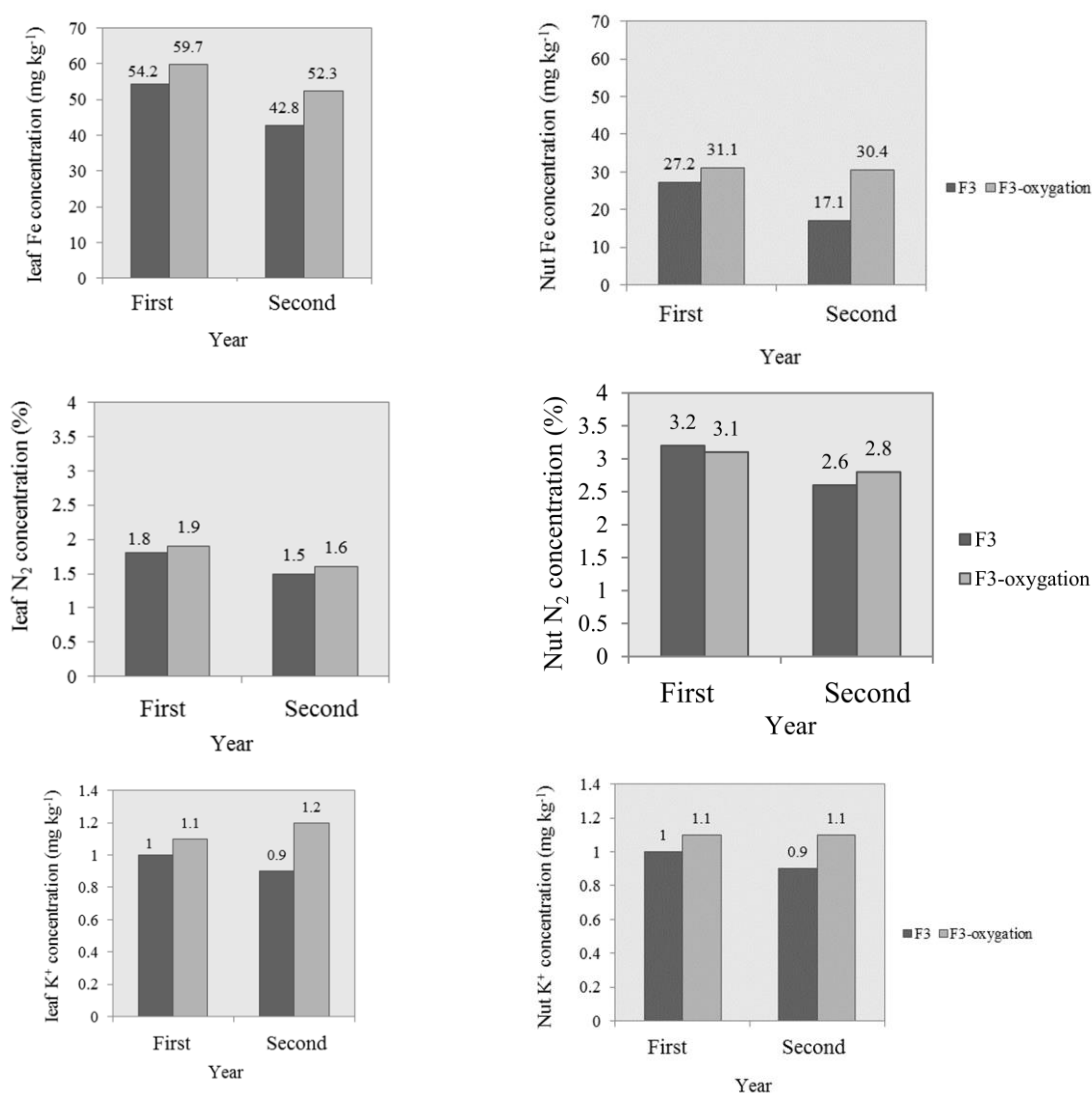 leaf Fe concentration (mg kg-1)
70
60
50
40
30
20
10
0
54.2
59.7
42.8
52.3
First
Second
Year
Nut Fe concentration (mg kg-1)
70
60
50
40
30
20
10
0
27.2
31.1
17.1
30.4
First
Second
Year
F3 F3-oxygation
leaf N2 concentration (%)
4
3.5
3
2.5
2
1.5
1
0.5
0
1.8
1.9
1.5
1.6
First
Second
Year
Nut N2 concentration (%)
4
3.5
3
2.5
2
1.5
1
0.5
0
3.2
3.1
2.6
2.8
First
Second
Year
F3
F3-oxygation
leaf K+ concentration (mg kg-1)
1.4
1.2
1
0.8
0.6
0.4
0.2
0
1
1.1
0.9
1.2
First
Second
Year
Nut K+ concentration (mg kg-1)
1.4
1.2
1
0.8
0.6
0.4
0.2
0
1
1.1
0.9
1.1
First
Second
Year
F3 F3-oxygation